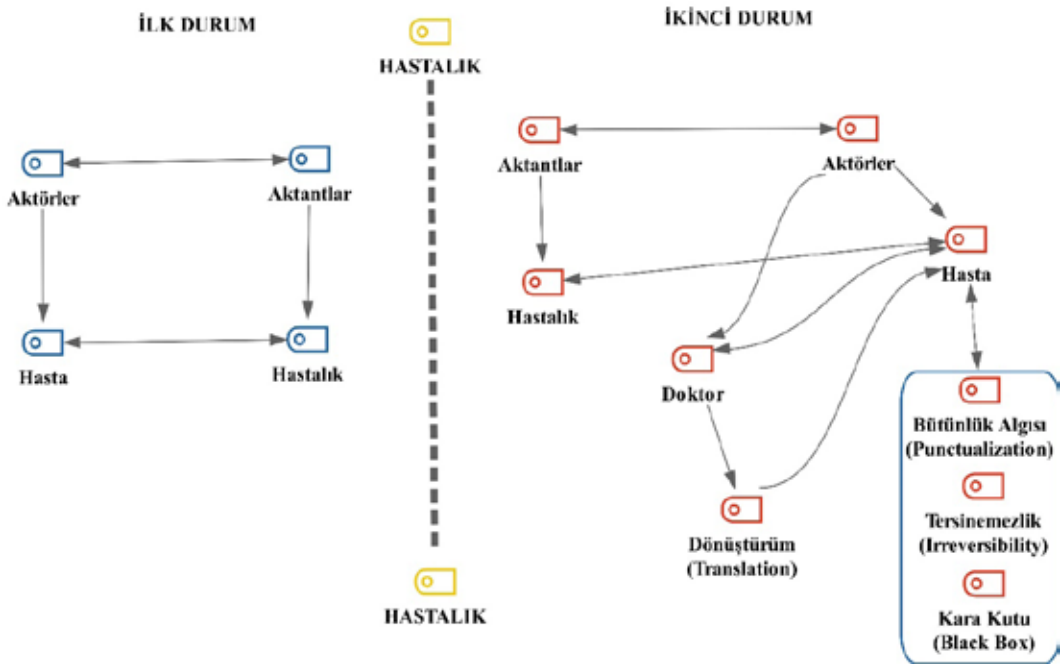 İLK DURUM
Aktörler
Aktantlar
Hasta
Hastalık
HASTALIK
HASTALIK
İKİNCİ DURUM
Aktantlar
Aktörler
Hastalık
Hasta
Doktor
Dönüştürüm
(Translation)
Bütünlük Algısı
(Punctualization)
Tersinemezlik
(Irreversibility)
Kara Kutu
(Black Box)